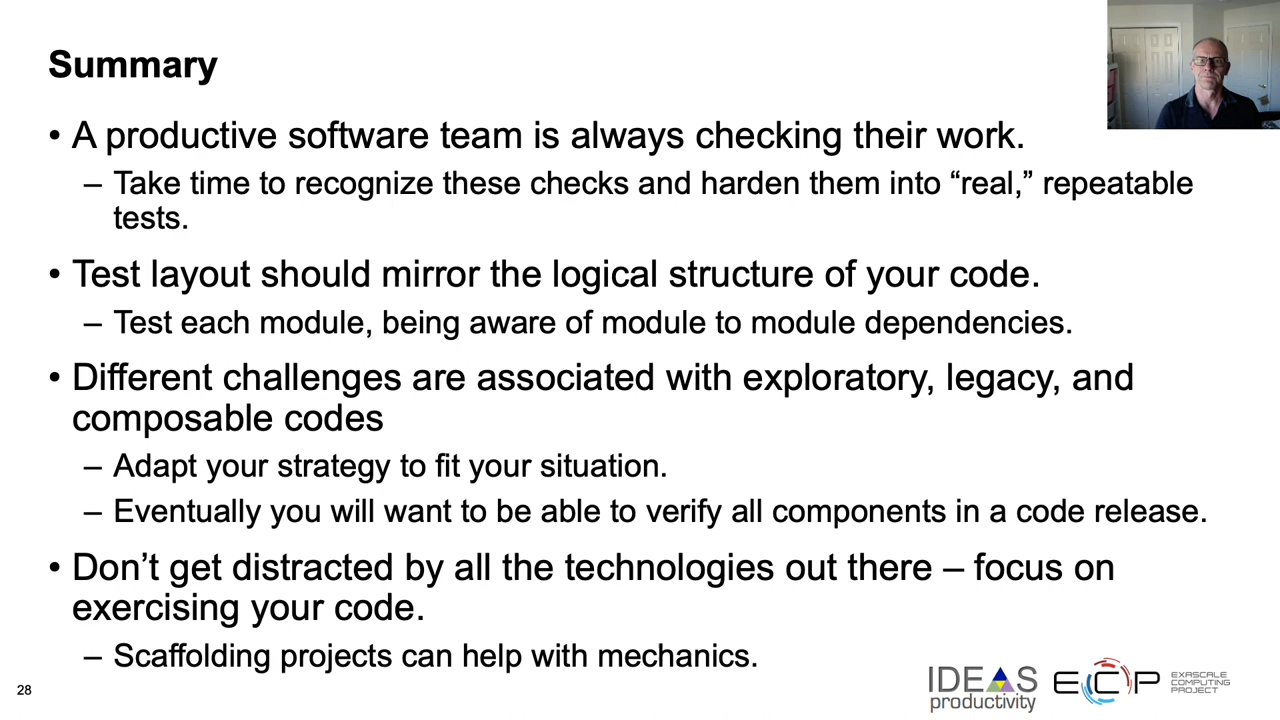 Summary
• A productive software team is always checking their work.
– Take time to recognize these checks and harden them into “real,” repeatable
tests.
• Test layout should mirror the logical structure of your code.
– Test each module, being aware of module to module dependencies.
• Different challenges are associated with exploratory, legacy, and
composable codes
– Adapt your strategy to fit your situation.
– Eventually you will want to be able to verify all components in a code release.
• Don’t get distracted by all the technologies out there – focus on
exercising your code.
– Scaffolding projects can help with mechanics.
28
IDEAS
productivity
ECP
EXASCALE
COMPUTING
PROJECT